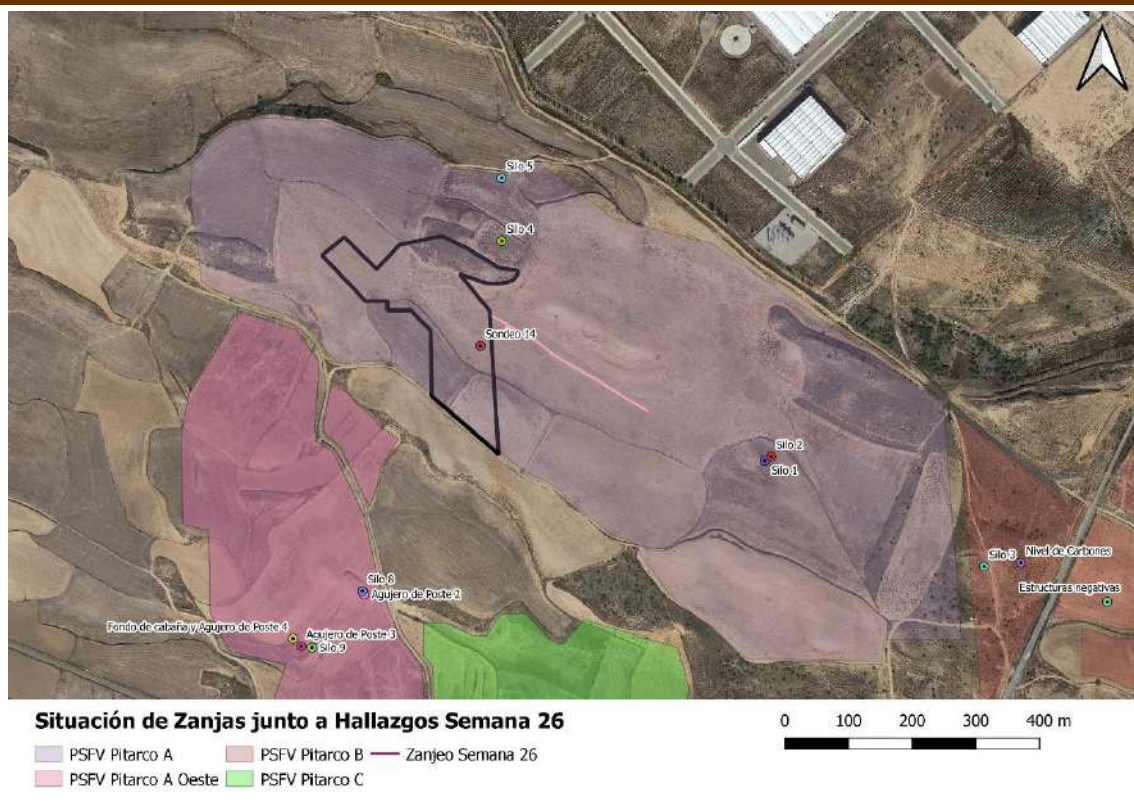 Silo 5
Silo 4
Sondeo 14
Silo 2
Silo 1
Silo 3
Nivel de Carbones
Estructuras negativas
Silo 8
Agujero de Poste 2
Fondo de cabaña y Agujero de Poste 4
Agujero de Poste 3
Silo 9
Situación de Zanjas junto a Hallazgos Semana 26
PSFV Pitarco A
PSFV Pitarco B
Zanjeo Semana 26
PSFV Pitarco A Oeste
PSFV Pitarco C
0 100 200 300 400 m